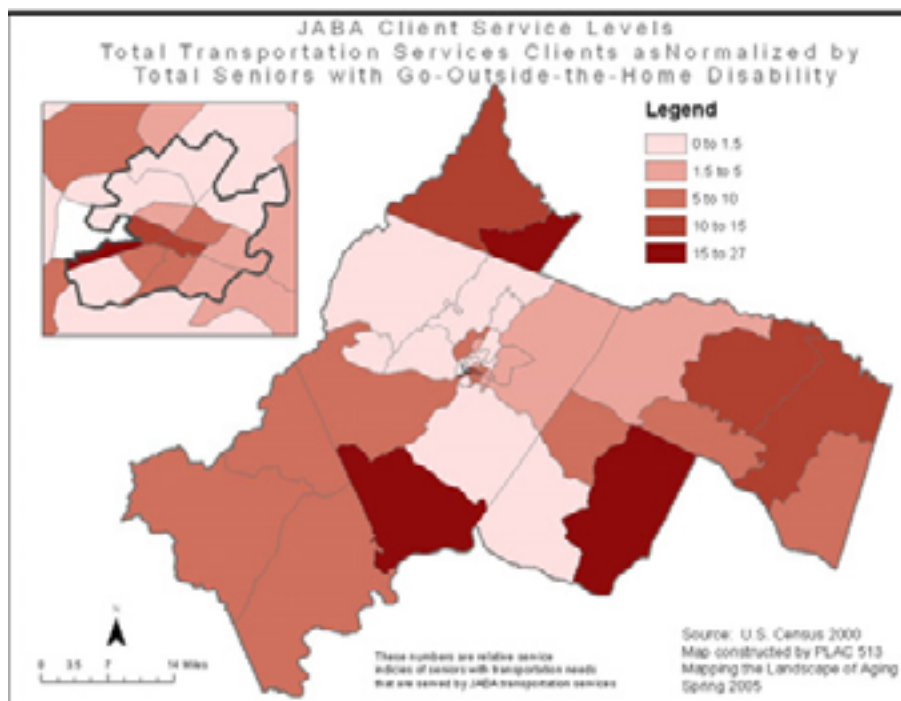 JABA Client Service Levels
Total Transportation Services Clients asNormalized by
Total Seniors with Go-Outside-the-Home Disability
Legend
0 to 1.5
1.5 to 5
5 to 10
10 to 15
15 to 27
N
0 3.5 7 14 Miles
These numbers are relative service
indicies of seniors with transportation needs
that are served by JABA transportation services
Source: U.S. Census 2000
Map constructed by PLAC 513
Mapping the Landscape of Aging
Spring 2005